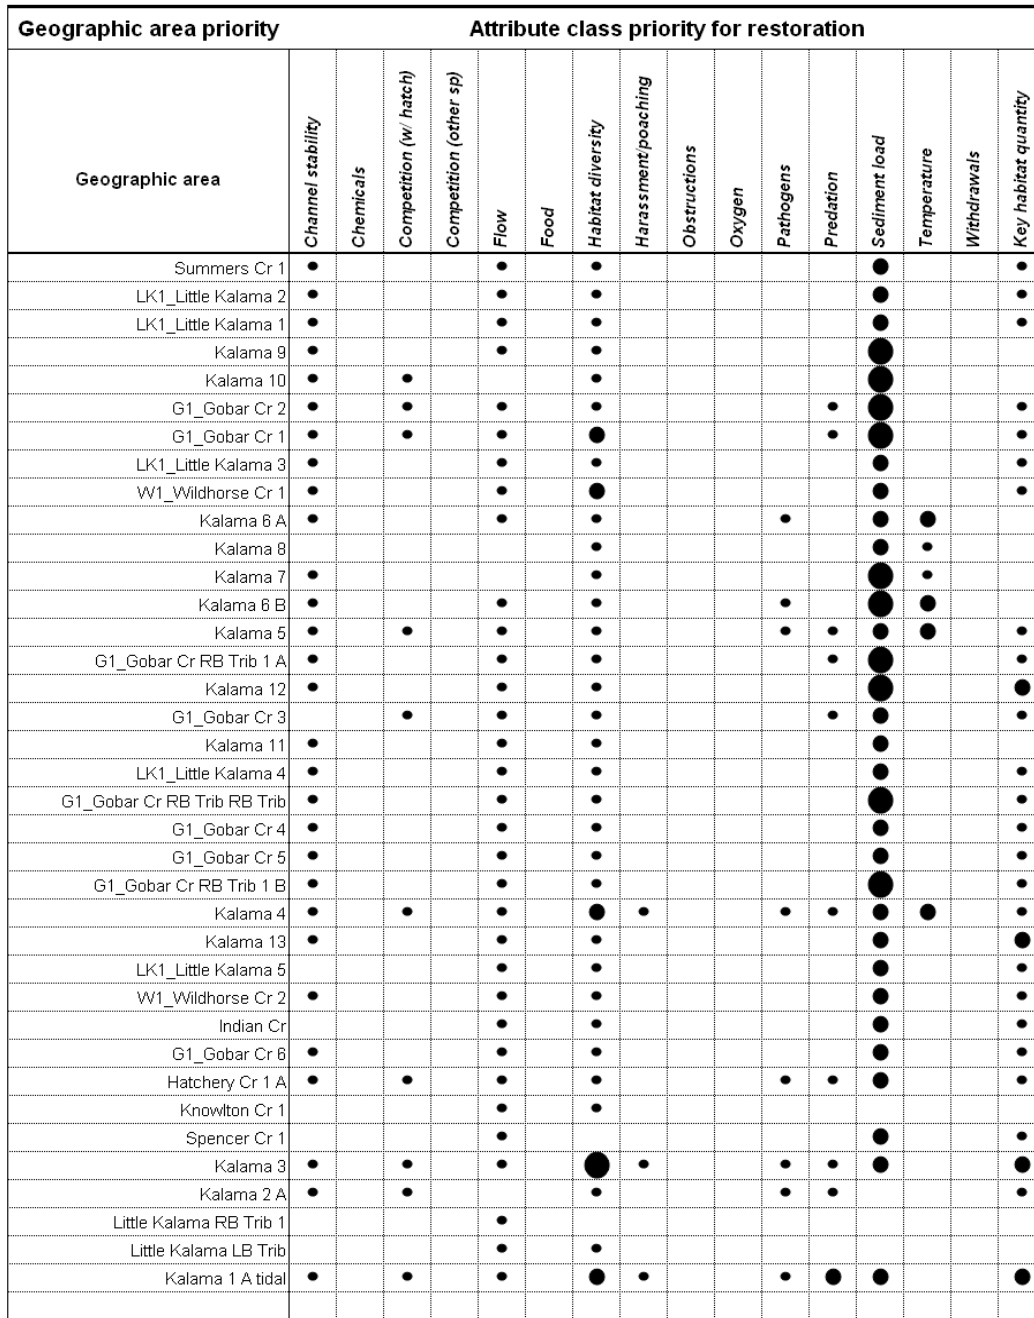 Geographic area priority Attribute class priority for restoration
Geographic area Channel stability Chemicals Competition (w/ hatch) Competition (other sp) Flow Food Habitat diversity Harassment/poaching Obstructions Oxygen Pathogens Predation Sediment load Temperature Withdrawals Key habitat quantity
Summers Cr 1
LK1_Little Kalama 2
LK1_Little Kalama 1
Kalama 9
Kalama 10
G1_Gobar Cr 2
G1_Gobar Cr 1
LK1_Little Kalama 3
W1_Wildhorse Cr 1
Kalama 6 A
Kalama 8
Kalama 7
Kalama 6 B
Kalama 5
G1_Gobar Cr RB Trib 1 A
Kalama 12
G1_Gobar Cr 3
Kalama 11
LK1_Little Kalama 4
G1_Gobar Cr RB Trib RB Trib
G1_Gobar Cr 4
G1_Gobar Cr 5
G1_Gobar Cr RB Trib 1 B
Kalama 4
Kalama 13
LK1_Little Kalama 5
W1_Wildhorse Cr 2
Indian Cr
G1_Gobar Cr 6
Hatchery Cr 1 A
Knowlton Cr 1
Spencer Cr 1
Kalama 3
Kalama 2 A
Little Kalama RB Trib 1
Little Kalama LB Trib
Kalama 1 A tidal